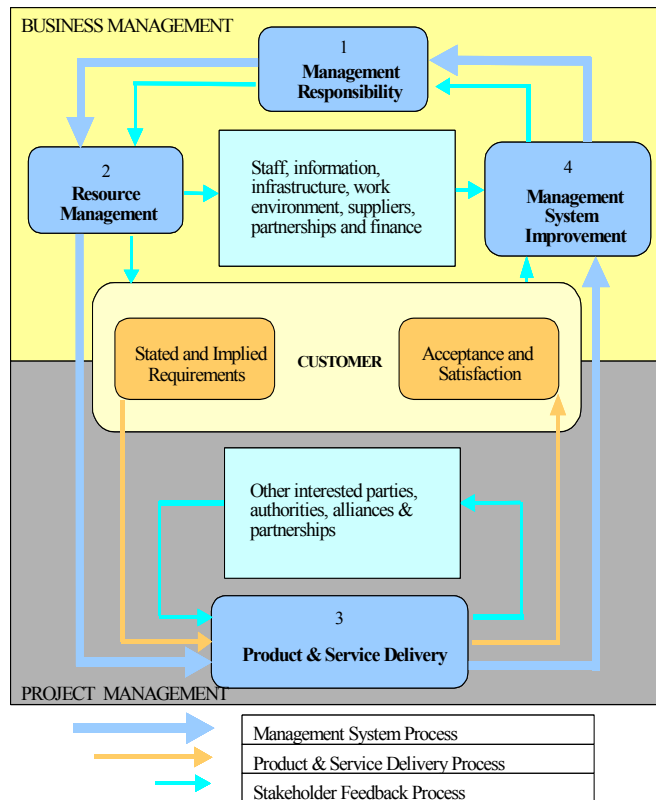 BUSINESS MANAGEMENT
1
Management
Responsibility
2
Resource
Management
Staff, information,
infrastructure, work
environment, suppliers,
partnerships and finance
4
Management
System
Improvement
Stated and Implied
Requirements
CUSTOMER
Acceptance and
Satisfaction
Other interested parties,
authorities, alliances &
partnerships
3
Product & Service Delivery
PROJECT MANAGEMENT
Management System Process
Product & Service Delivery Process
Stakeholder Feedback Process